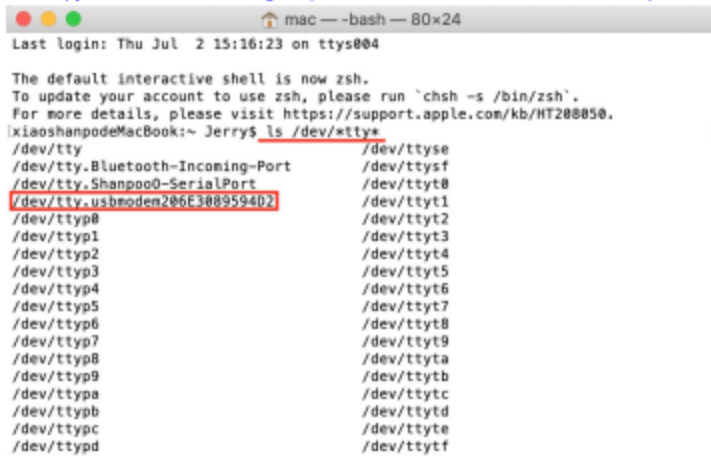 mac — -bash — 80×24
Last login: Thu Jul 2 15:16:23 on ttys004
The default interactive shell is now zsh.
To update your account to use zsh, please run `chsh -s /bin/zsh`.
For more details, please visit https://support.apple.com/kb/HT208050.
[xiaoshanpodeMacBook:~ Jerry$ ls /dev/*tty*
/dev/tty /dev/ttyse
/dev/tty.Bluetooth-Incoming-Port /dev/ttysf
/dev/tty.ShanpooO-SerialPort /dev/ttyt0
/dev/tty.usbmodem206E3089594D2 /dev/ttyt1
/dev/ttyp0 /dev/ttyt2
/dev/ttyp1 /dev/ttyt3
/dev/ttyp2 /dev/ttyt4
/dev/ttyp3 /dev/ttyt5
/dev/ttyp4 /dev/ttyt6
/dev/ttyp5 /dev/ttyt7
/dev/ttyp6 /dev/ttyt8
/dev/ttyp7 /dev/ttyt9
/dev/ttyp8 /dev/ttyta
/dev/ttyp9 /dev/ttytb
/dev/ttypa /dev/ttytc
/dev/ttypb /dev/ttytd
/dev/ttypc /dev/ttyte
/dev/ttypd /dev/ttytf